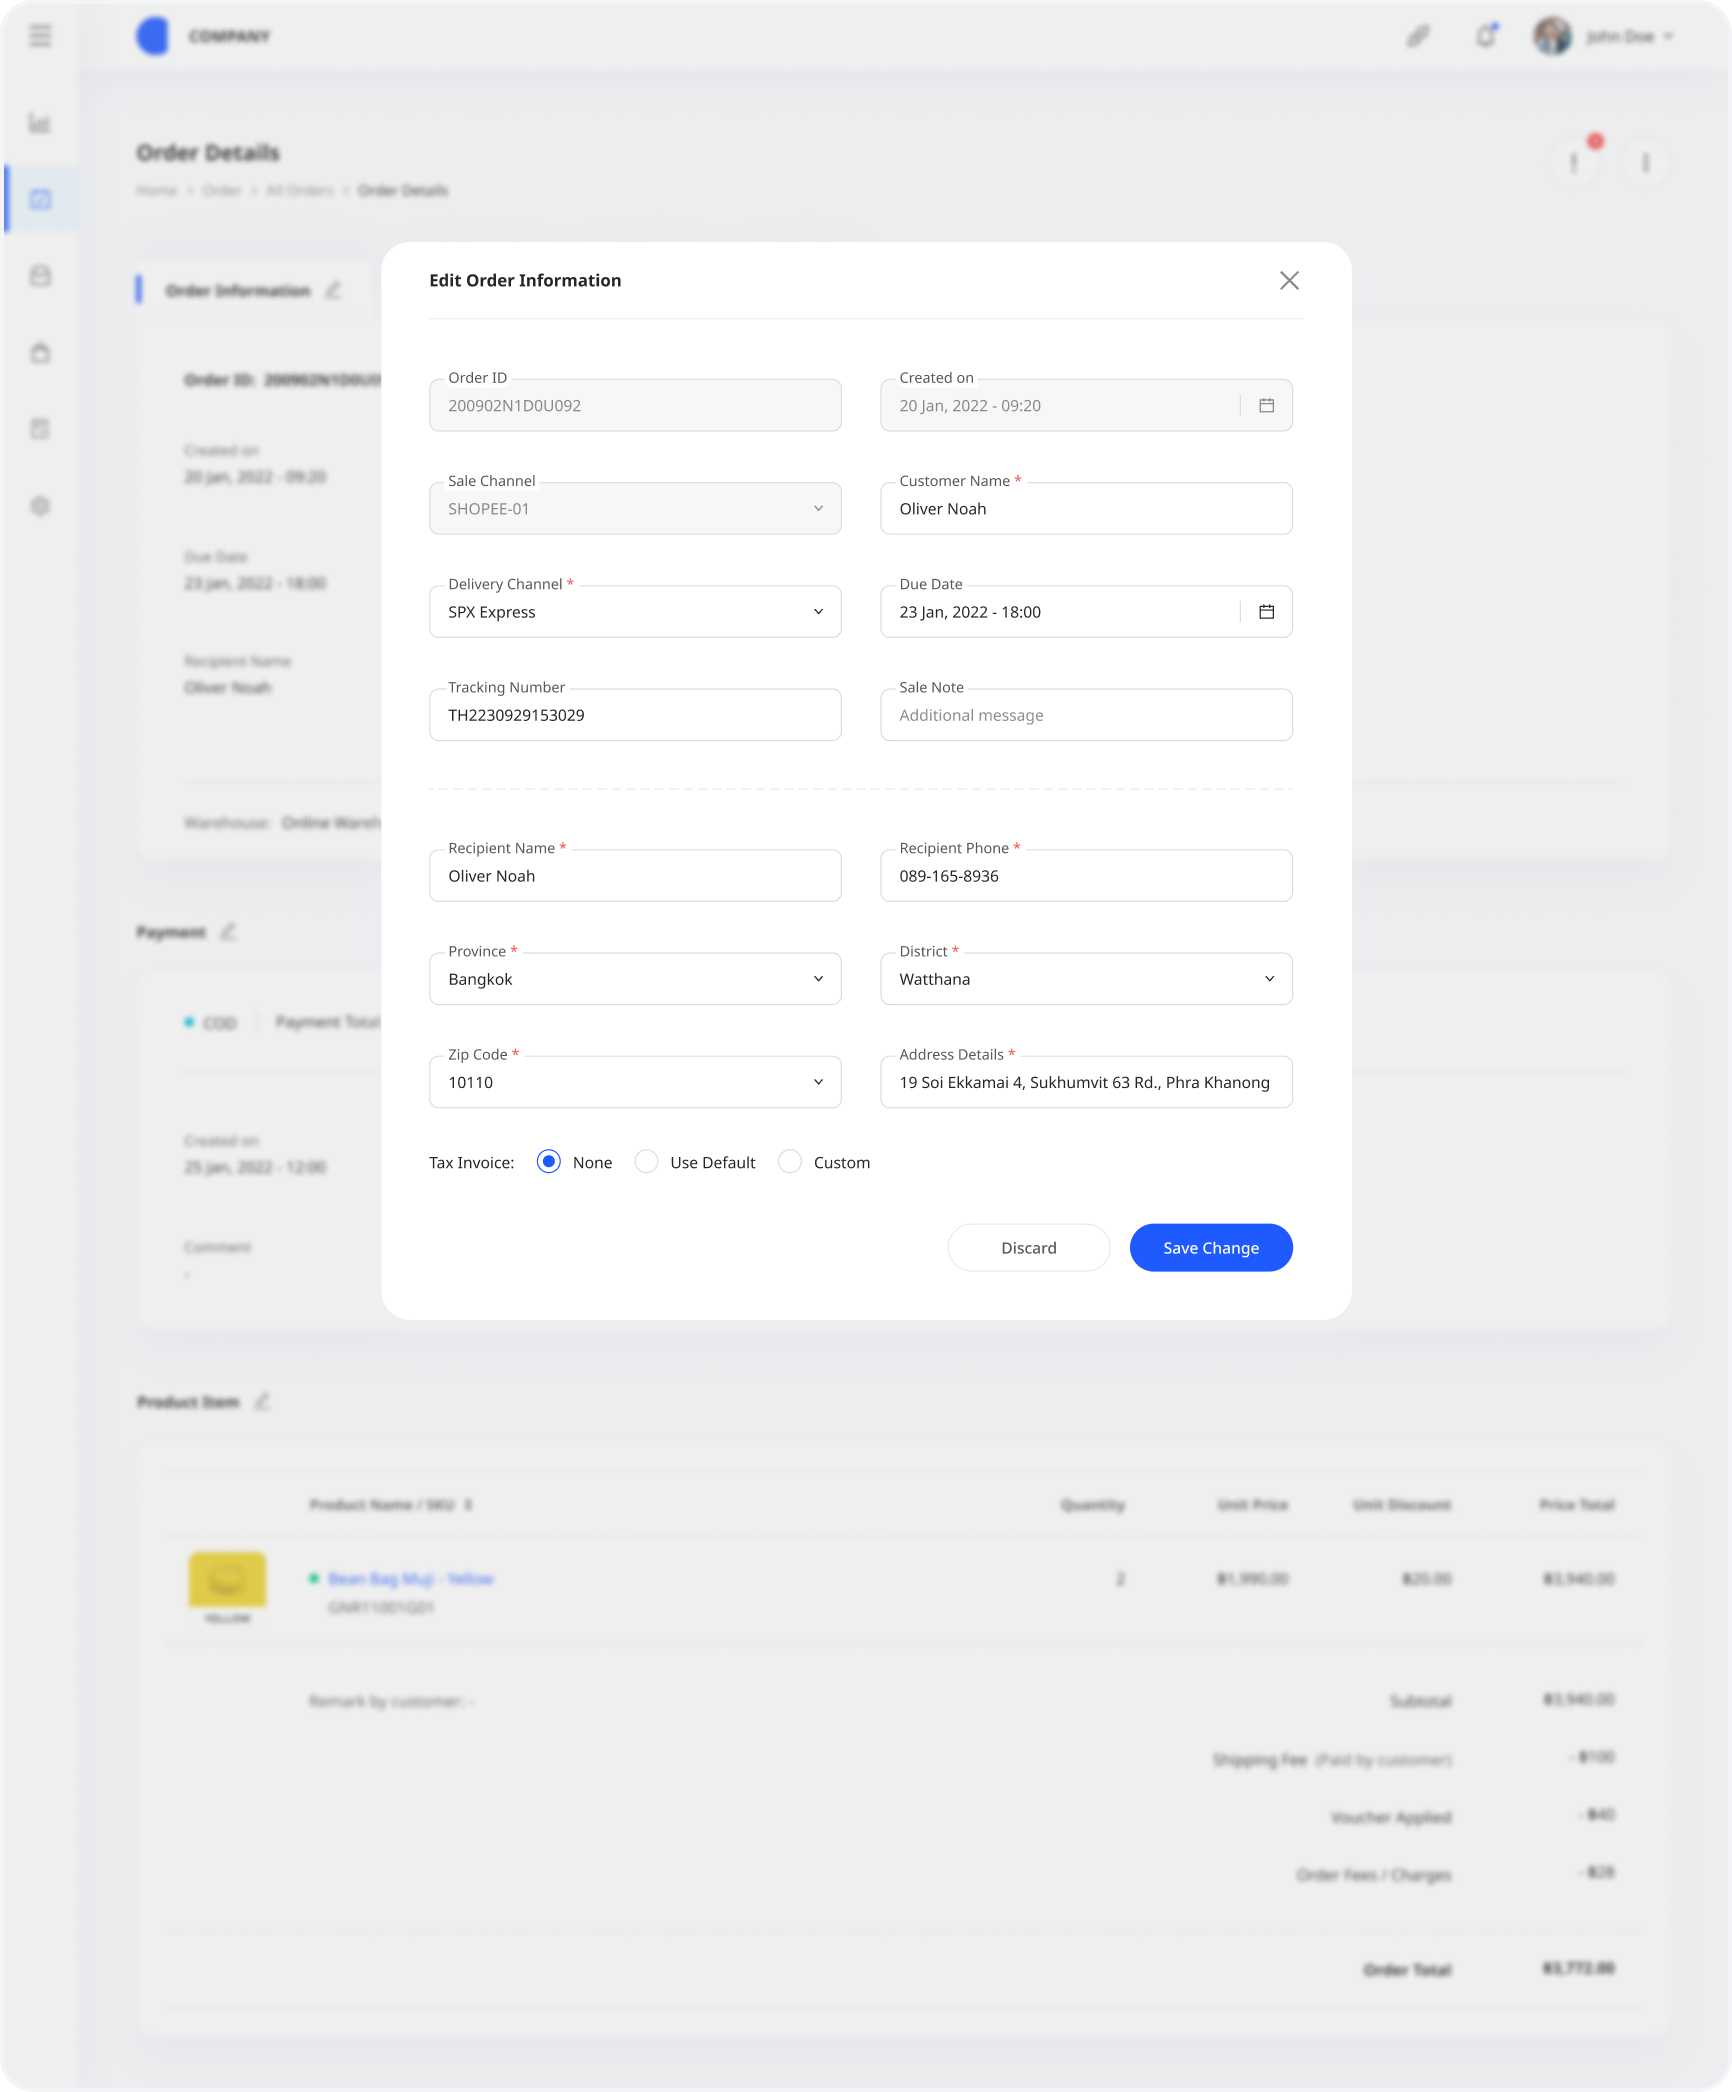 COMPANY
John Doe
Order Details
Home > Order > All Orders > Order Details
Order Information
Order ID: 200902N1D0U0
Created on
20 Jan, 2022 - 09:20
Due Date
23 Jan, 2022 - 18:00
Recipient Name
Oliver Noah
Warehouse: Online
Edit Order Information
Order ID
200902N1D0U092
Created on
20 Jan, 2022 - 09:20
Sale Channel
SHOPEE-01
Customer Name *
Oliver Noah
Delivery Channel *
SPX Express
Due Date
23 Jan, 2022 - 18:00
Tracking Number
TH2230929153029
Sale Note
Additional message
Recipient Name *
Oliver Noah
Recipient Phone *
089-165-8936
Province *
Bangkok
District *
Watthana
Zip Code *
10110
Address Details *
19 Soi Ekkamai 4, Sukhumvit 63 Rd., Phra Khanong
Tax Invoice: None Use Default Custom
Discard Save Change
Payment
COD Payment Total
Created on
25 Jan, 2022 - 12:00
Comment
-
Product Item
Product Name / SKU Quantity Unit Price Unit Discount Price Total
YELLOW
Bean Bag Muji - Yellow 2 ฿1,990.00 ฿20.00 ฿3,940.00
GNR11001G01
Remark by customer: -
Subtotal ฿3,940.00
Shipping Fee (Paid by customer) - ฿100
Voucher Applied - ฿40
Order Fees / Charges - ฿28
Order Total ฿3,772.00